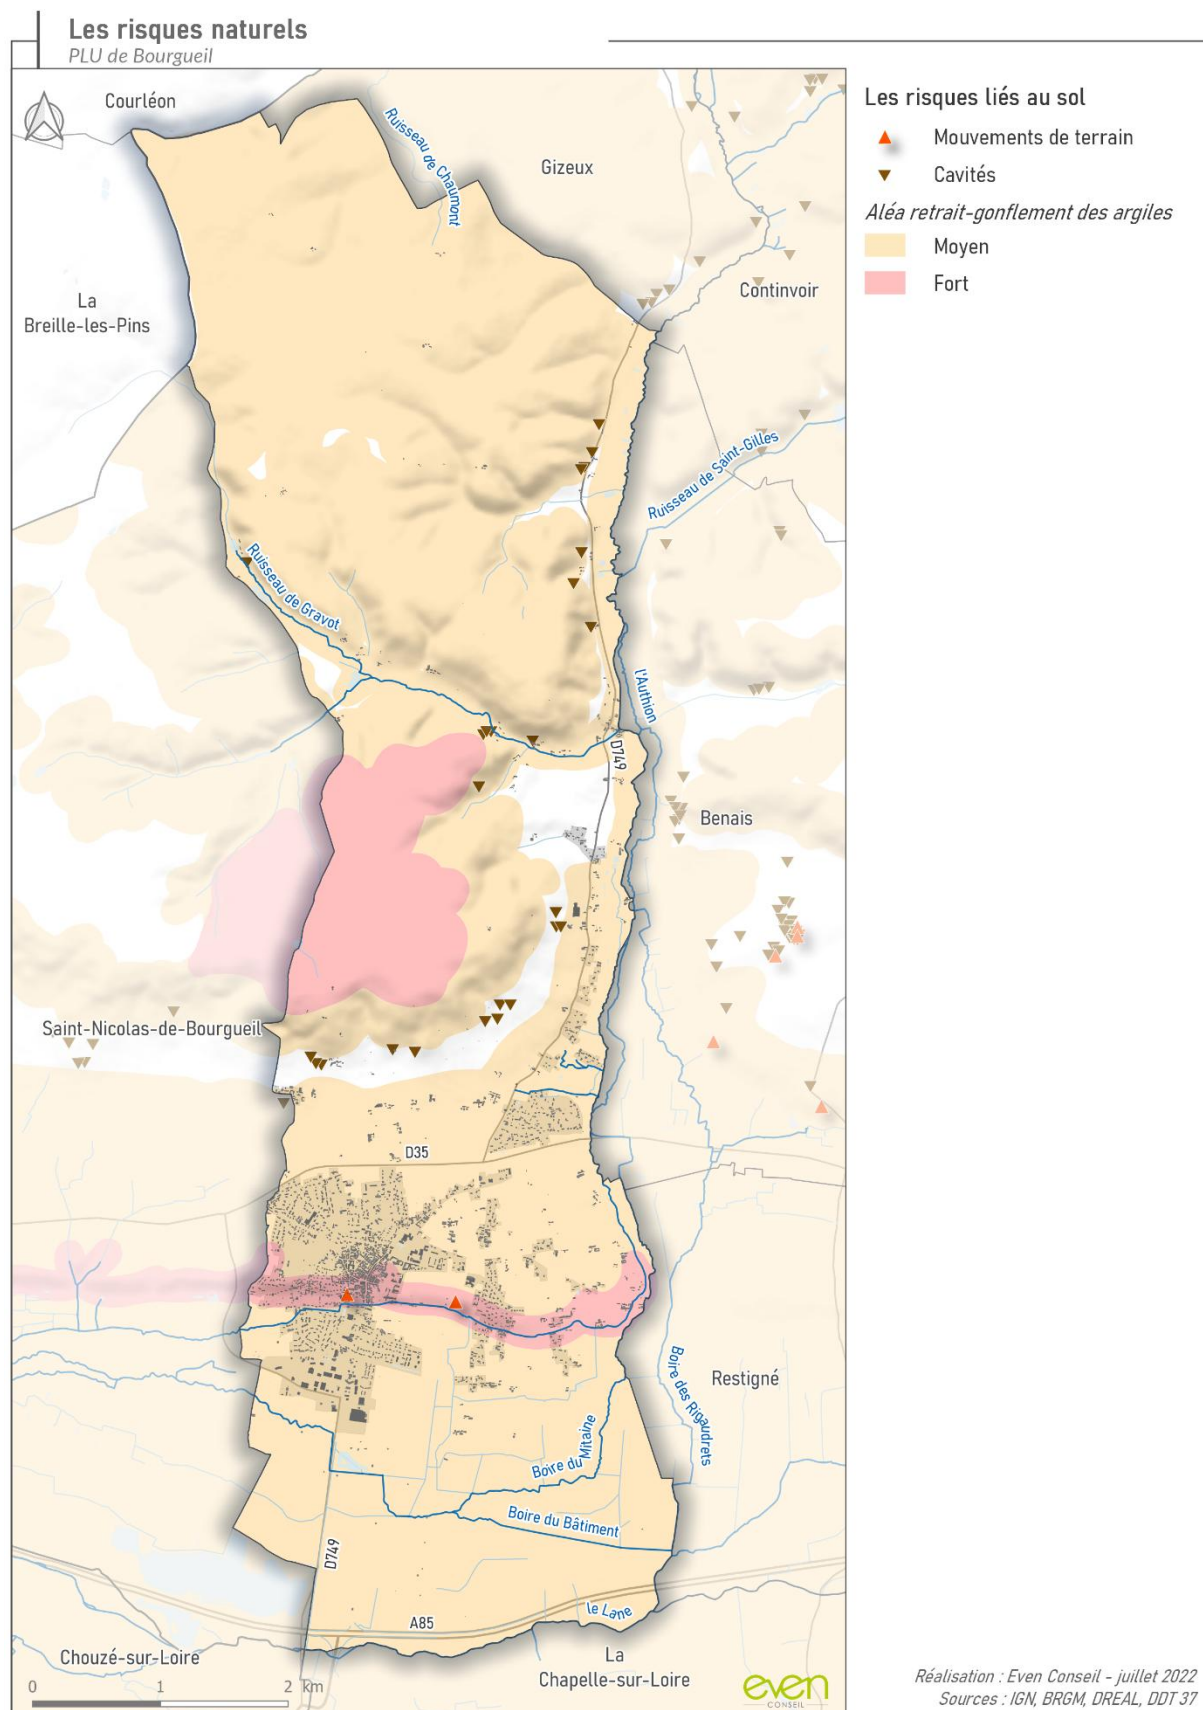 Les risques naturels
PLU de Bourgueil
Courléon
Ruisseau de Chaumont
Gizeux
La
Breille-les-Pins
Continvoir
Ruisseau de Saint-Gilles
Ruisseau de Gravot
l'Authion
D749
Benais
Saint-Nicolas-de-Bourgueil
D35
Restigné
Boire des Rigaudrets
Boire du Mitaine
Boire du Bâtiment
D749
le Lane
A85
Chouzé-sur-Loire
La
Chapelle-sur-Loire
0 1 2 km
even
CONSEIL
Les risques liés au sol
Mouvements de terrain
Cavités
Aléa retrait-gonflement des argiles
Moyen
Fort
Réalisation : Even Conseil - juillet 2022
Sources : IGN, BRGM, DREAL, DDT 37